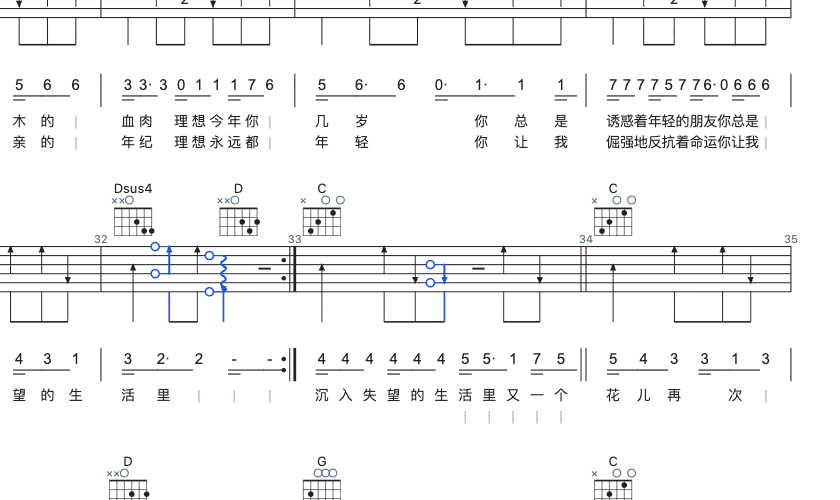 5 6 6 | 3 3· 3 0 1 1 1 7 6 | 5 6· 6 0· 1· 1 1 | 7 7 7 7 5 7 7 6· 0 6 6 6 |
木 的 | 血 肉 理 想 今 年 你 | 几 岁 你 总 是 诱惑着年轻的朋友你总是 |
亲 的 | 年 纪 理 想 永 远 都 | 年 轻 你 让 我 倔强地反抗着命运你让我 |
Dsus4 D C C
32 33 34 35
4 3 1 | 3 2· 2 - - 4 4 4 4 4 4 5 5· 1 7 5 5 4 3 3 1 3 |
望 的 生 活 里 | | | 沉 入 失 望 的 生 活 里 又 一 个 花 儿 再 次 |
D G C